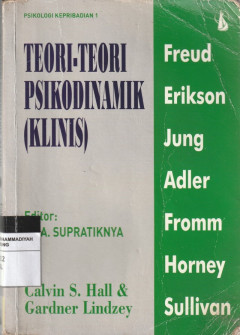 PSIKOLOGI KEPRIBADIAN 1
TEORI-TEORI
PSIKODINAMIK
(KLINIS)
Freud
Erikson
Jung
Adler
Fromm
Horney
Sullivan
Editor:
A. SUPRATIKNYA
Calvin S. Hall &
Gardner Lindzey